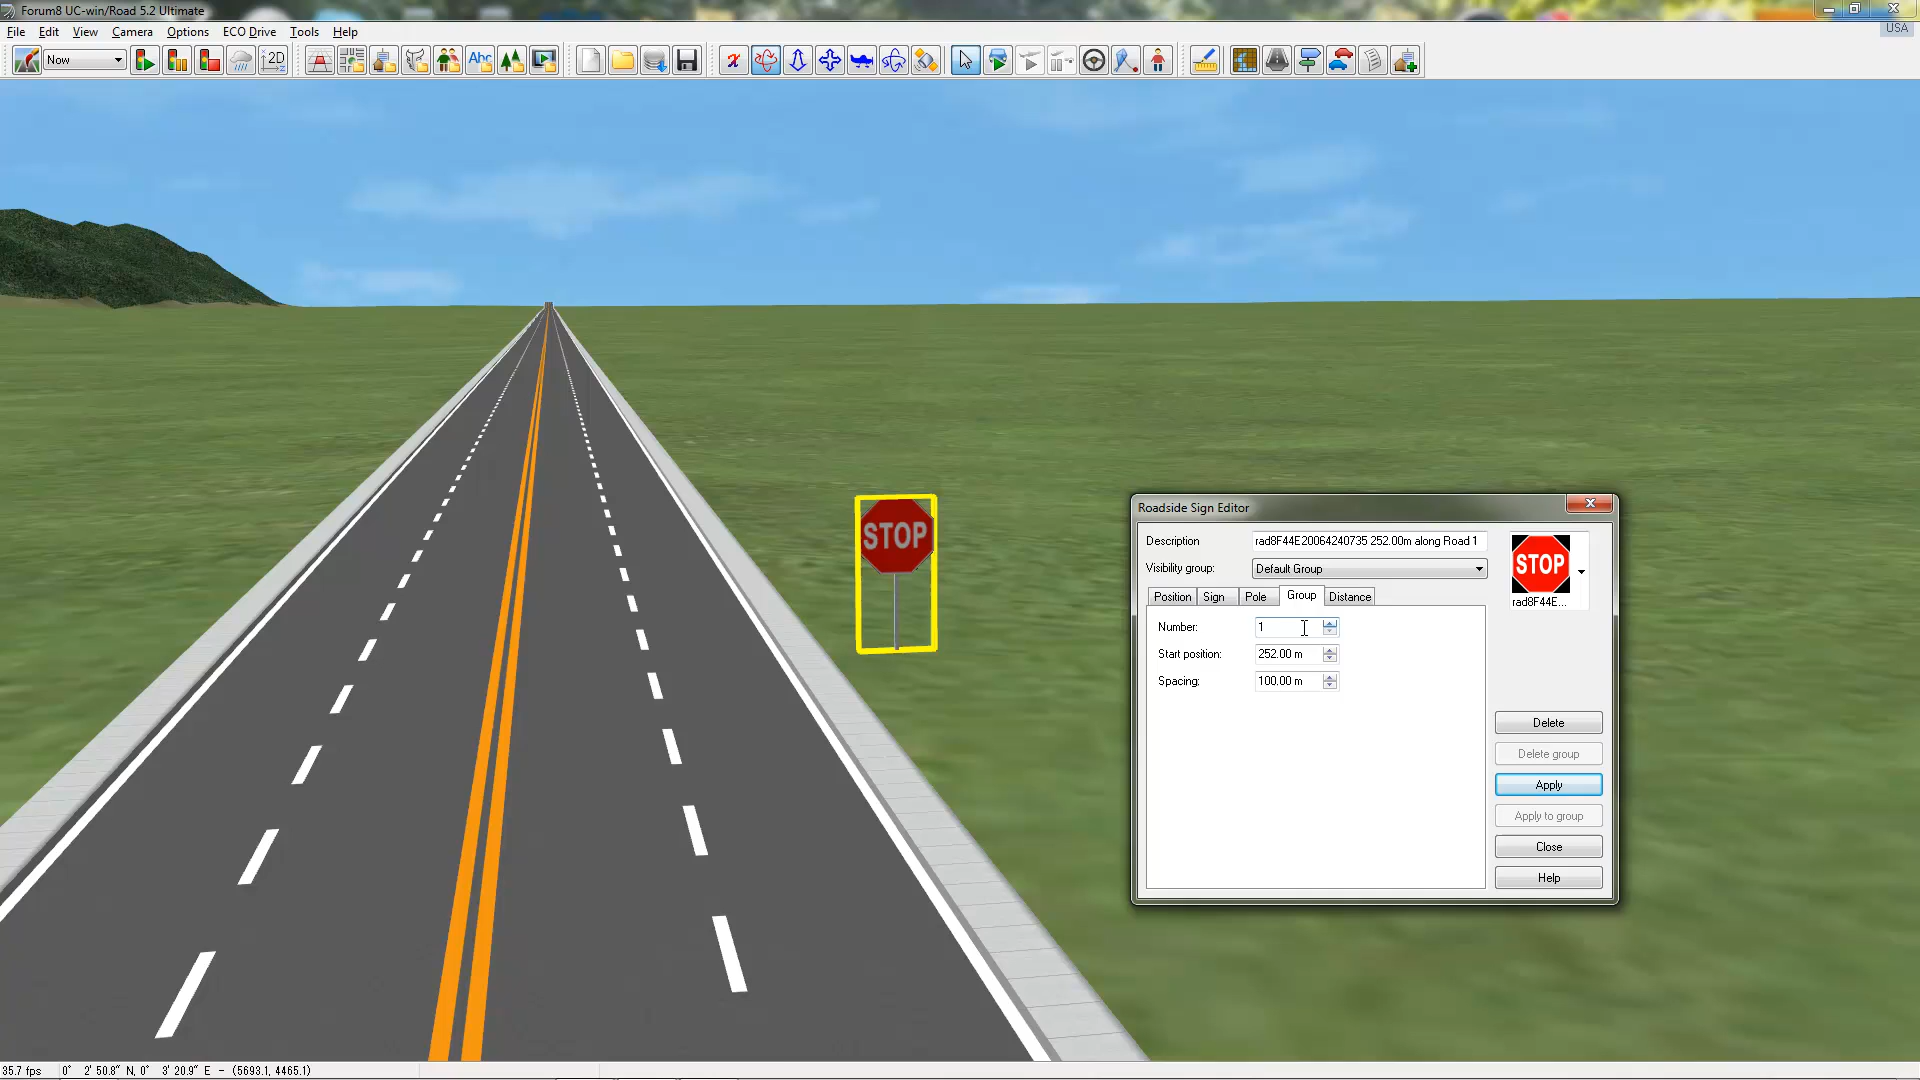 Forum8 UC-win/Road 5.2 Ultimate
File Edit View Camera Options ECO Drive Tools Help
USA
Now
2D
Abc
STOP
Roadside Sign Editor
Description rad8F44E20064240735 252.00m along Road 1
Visibility group: Default Group
STOP
rad8F44E...
Position Sign Pole Group Distance
Number: 1
Start position: 252.00 m
Spacing: 100.00 m
Delete
Delete group
Apply
Apply to group
Close
Help
35.7 fps 0° 2' 50.8" N, 0° 3' 20.9" E - (5693.1, 4465.1)